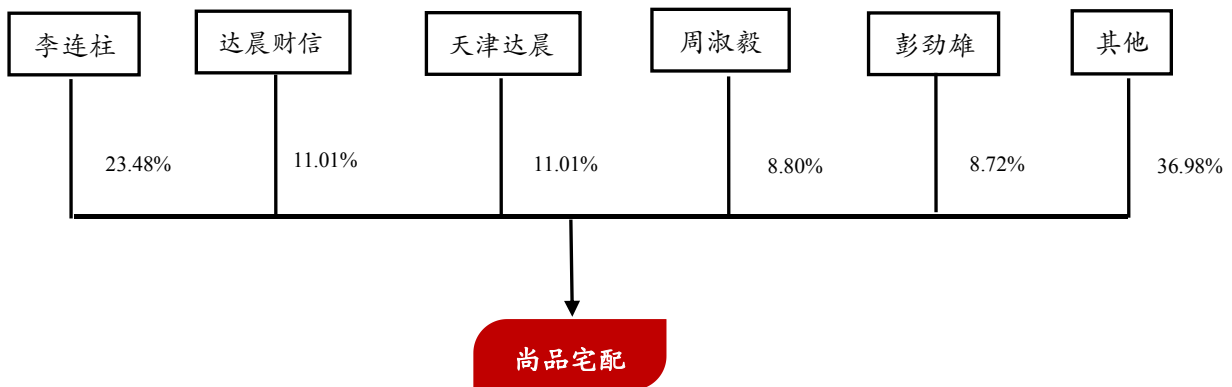 李连柱
达晨财信
天津达晨
周淑毅
彭劲雄
其他
23.48%
11.01%
11.01%
8.80%
8.72%
36.98%
尚品宅配